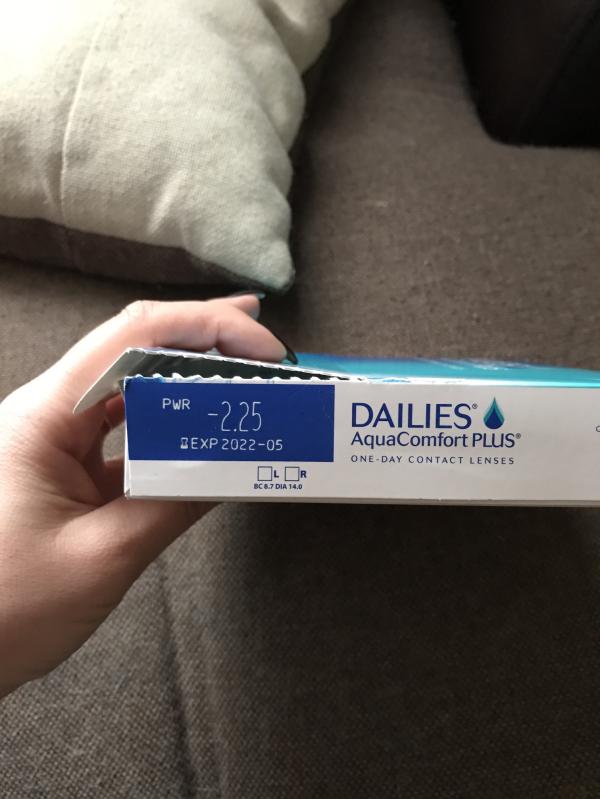 PWR -2.25
EXP 2022-05
L R
BC 8.7 DIA 14.0
DAILIES®
AquaComfort PLUS®
ONE-DAY CONTACT LENSES